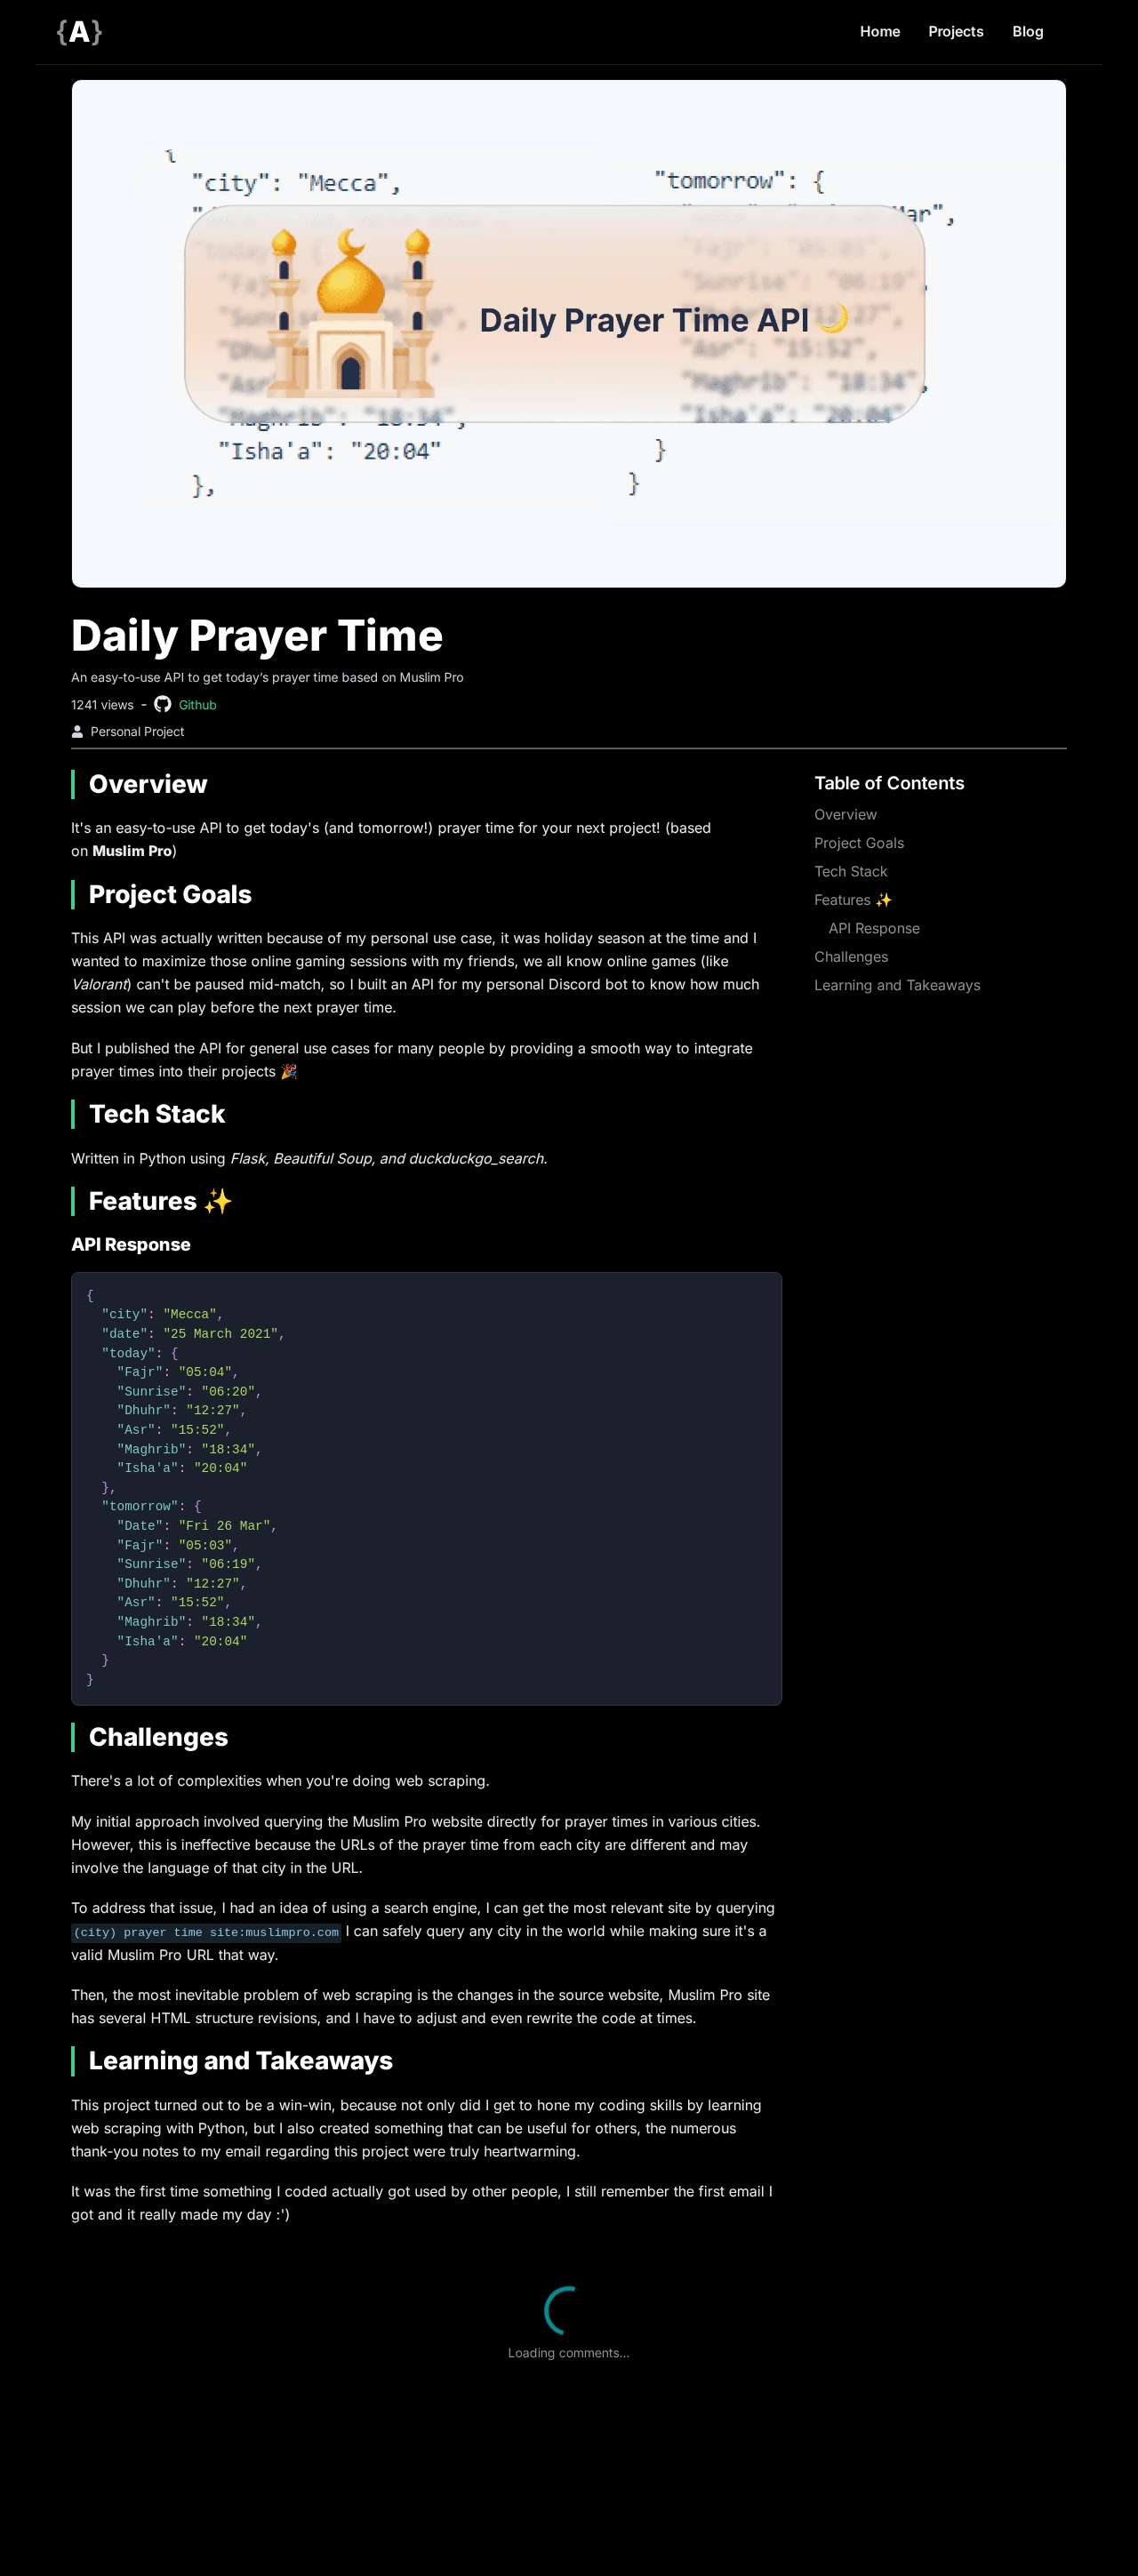 {A}
Home
Projects
Blog
{
"city": "Mecca",
"tomorrow": {
Mar",
"Fajr": "05:03",
"Sunrise": "06:19",
Daily Prayer Time API 🌙
"Asr": "15:52",
"Maghrib": "18:34",
"Maghrib": "18:34",
"Isha'a": "20:04"
"Isha'a": "20:04"
}
},
}
Daily Prayer Time
An easy-to-use API to get today’s prayer time based on Muslim Pro
1241 views - Github
Personal Project
Overview
It's an easy-to-use API to get today's (and tomorrow!) prayer time for your next project! (based
on Muslim Pro)
Project Goals
This API was actually written because of my personal use case, it was holiday season at the time and I
wanted to maximize those online gaming sessions with my friends, we all know online games (like
Valorant) can't be paused mid-match, so I built an API for my personal Discord bot to know how much
session we can play before the next prayer time.
But I published the API for general use cases for many people by providing a smooth way to integrate
prayer times into their projects 🎉
Tech Stack
Written in Python using Flask, Beautiful Soup, and duckduckgo_search.
Features ✨
API Response
{
"city": "Mecca",
"date": "25 March 2021",
"today": {
"Fajr": "05:04",
"Sunrise": "06:20",
"Dhuhr": "12:27",
"Asr": "15:52",
"Maghrib": "18:34",
"Isha'a": "20:04"
},
"tomorrow": {
"Date": "Fri 26 Mar",
"Fajr": "05:03",
"Sunrise": "06:19",
"Dhuhr": "12:27",
"Asr": "15:52",
"Maghrib": "18:34",
"Isha'a": "20:04"
}
}
Challenges
There's a lot of complexities when you're doing web scraping.
My initial approach involved querying the Muslim Pro website directly for prayer times in various cities.
However, this is ineffective because the URLs of the prayer time from each city are different and may
involve the language of that city in the URL.
To address that issue, I had an idea of using a search engine, I can get the most relevant site by querying
(city) prayer time site:muslimpro.com I can safely query any city in the world while making sure it's a
valid Muslim Pro URL that way.
Then, the most inevitable problem of web scraping is the changes in the source website, Muslim Pro site
has several HTML structure revisions, and I have to adjust and even rewrite the code at times.
Learning and Takeaways
This project turned out to be a win-win, because not only did I get to hone my coding skills by learning
web scraping with Python, but I also created something that can be useful for others, the numerous
thank-you notes to my email regarding this project were truly heartwarming.
It was the first time something I coded actually got used by other people, I still remember the first email I
got and it really made my day :')
Table of Contents
Overview
Project Goals
Tech Stack
Features ✨
API Response
Challenges
Learning and Takeaways
Loading comments...